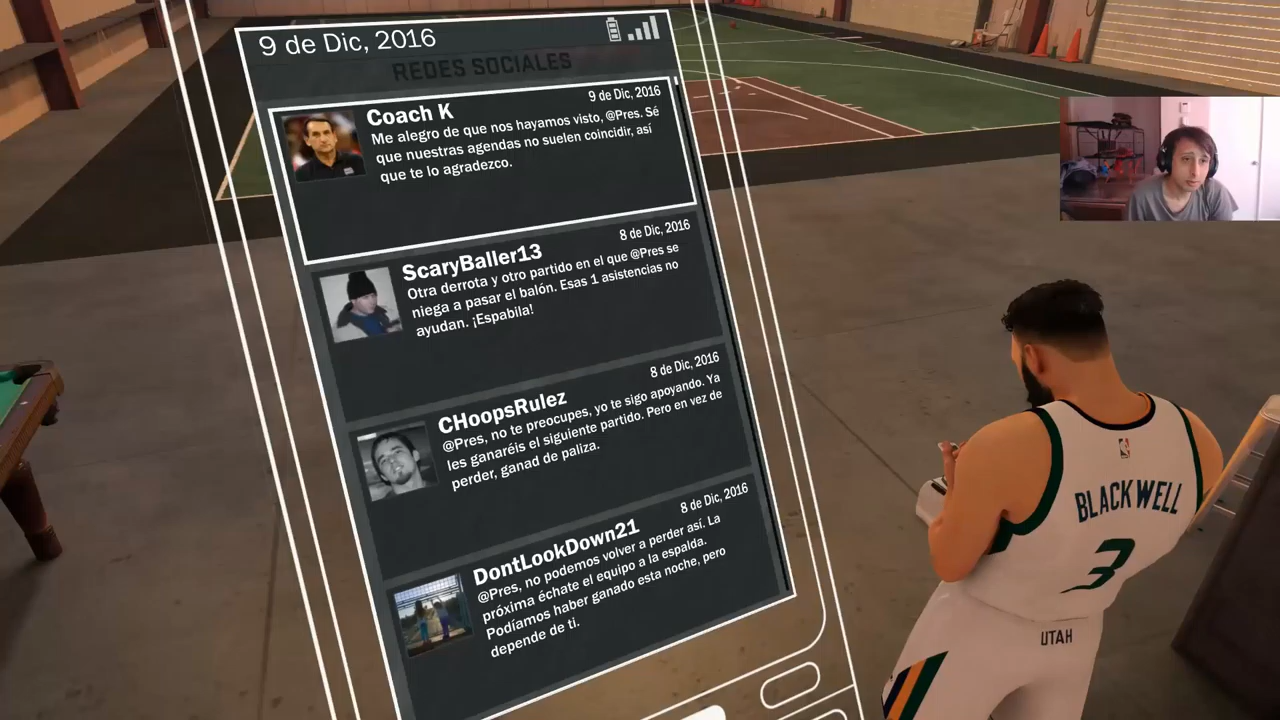 9 de Dic, 2016
REDES SOCIALES
Coach K
9 de Dic, 2016
Me alegro de que nos hayamos visto, @Pres. Sé
que nuestras agendas no suelen coincidir, así
que te lo agradezco.
ScaryBaller13
8 de Dic, 2016
Otra derrota y otro partido en el que @Pres se
niega a pasar el balón. Esas 1 asistencias no
ayudan. ¡Espabila!
CHoopsRulez
8 de Dic, 2016
@Pres, no te preocupes, yo te sigo apoyando. Ya
les ganaréis el siguiente partido. Pero en vez de
perder, ganad de paliza.
DontLookDown21
8 de Dic, 2016
@Pres, no podemos volver a perder así. La
próxima échate el equipo a la espalda.
Podíamos haber ganado esta noche, pero
depende de ti.
BLACKWELL
3
UTAH